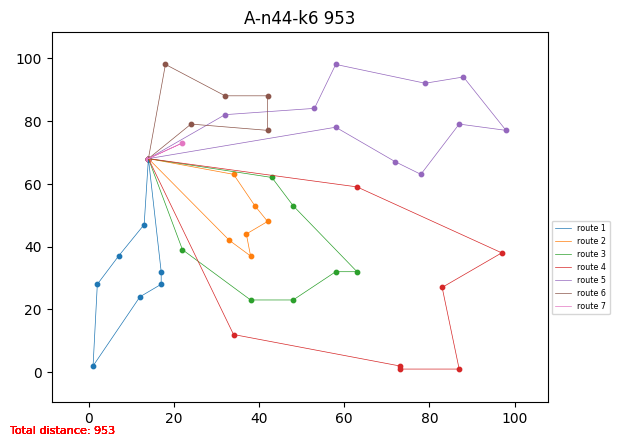 A-n44-k6 953
100
80
60
40
20
0
0 20 40 60 80 100
route 1
route 2
route 3
route 4
route 5
route 6
route 7
Total distance: 953